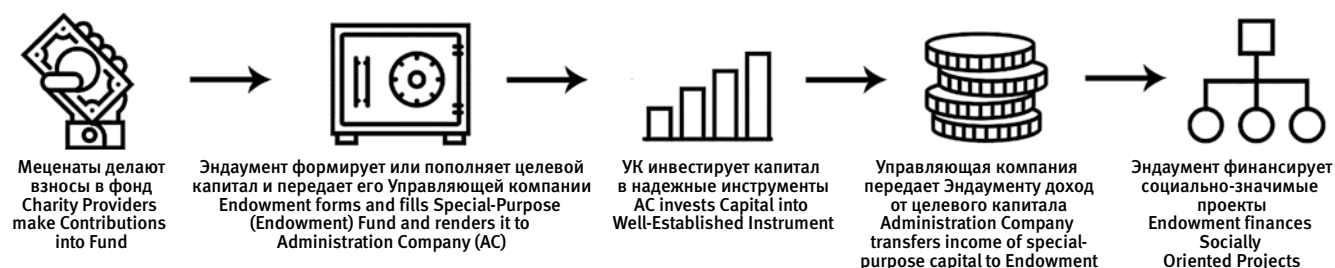 Меценаты делают
взносы в фонд
Charity Providers
make Contributions
into Fund
Эндаумент формирует или пополняет целевой
капитал и передает его Управляющей компании
Endowment forms and fills Special-Purpose
(Endowment) Fund and renders it to
Administration Company (AC)
УК инвестирует капитал
в надежные инструменты
AC invests Capital into
Well-Established Instrument
Управляющая компания
передает Эндаументу доход
от целевого капитала
Administration Company
transfers income of special-
purpose capital to Endowment
Эндаумент финансирует
социально-значимые
проекты
Endowment finances
Socially
Oriented Projects